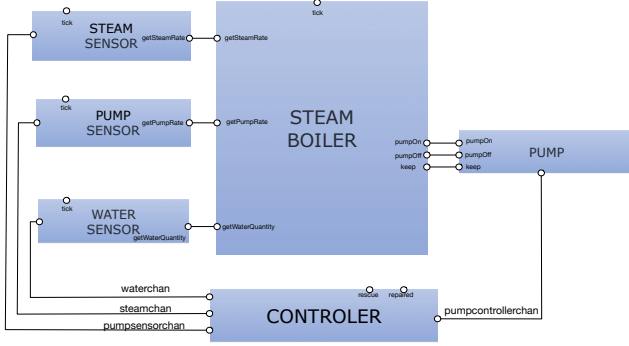 tick
STEAM
SENSOR
getSteamRate
tick
getSteamRate
tick
PUMP
SENSOR
getPumpRate
getPumpRate
STEAM
BOILER
pumpOn
pumpOff
keep
pumpOn
pumpOff
keep
PUMP
tick
WATER
SENSOR
getWaterQuantity
getWaterQuantity
waterchan
steamchan
pumpsensorchan
rescue
repaired
CONTROLER
pumpcontrollerchan